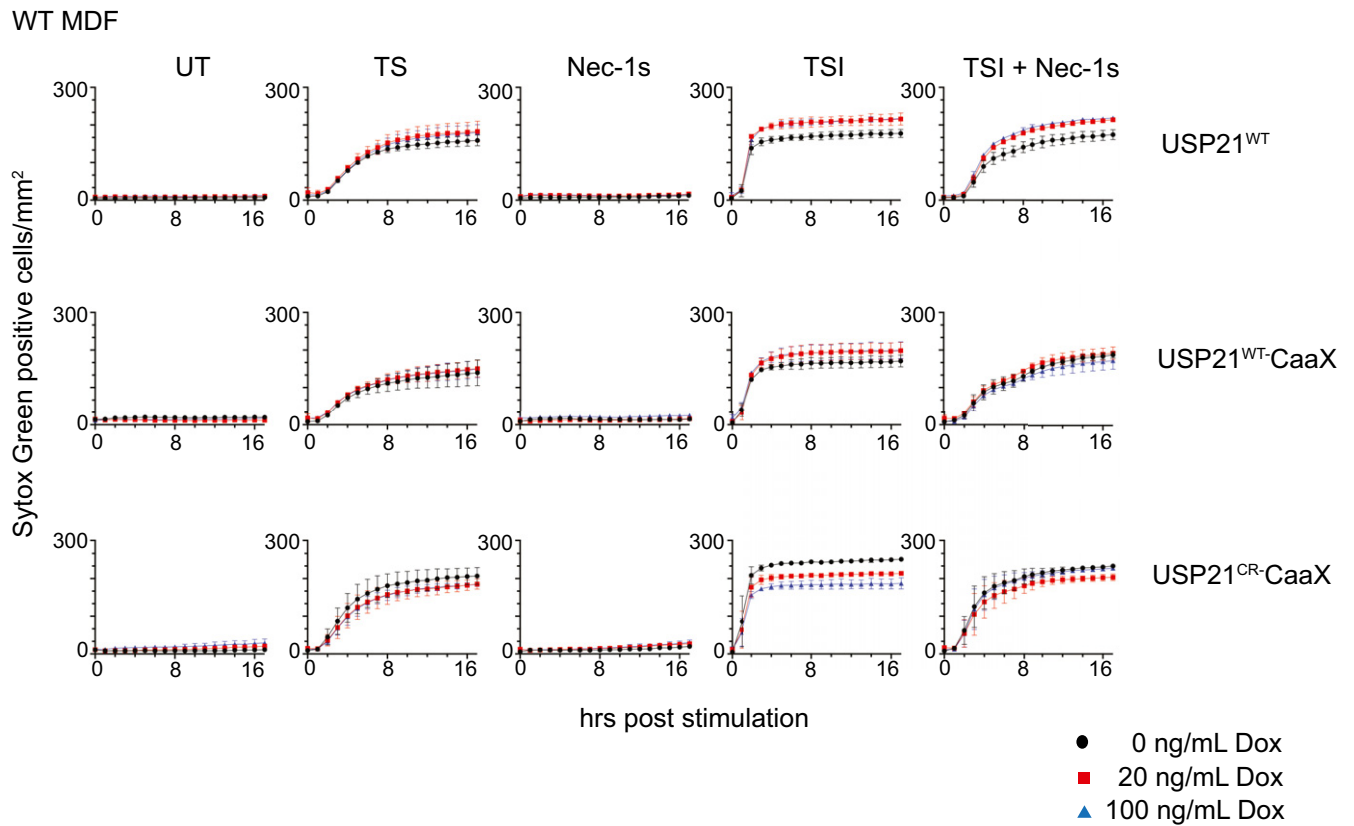 WT MDF
UT TS Nec-1s TSI TSI + Nec-1s
300 300 300 300 300
USP21WT
0 0 0 0 0
0 8 16 0 8 16 0 8 16 0 8 16 0 8 16
Sytox Green positive cells/mm2
300 300 300 300 300
USP21WT-CaaX
0 0 0 0 0
0 8 16 0 8 16 0 8 16 0 8 16 0 8 16
300 300 300 300 300
USP21CR-CaaX
0 0 0 0 0
0 8 16 0 8 16 0 8 16 0 8 16 0 8 16
hrs post stimulation
0 ng/mL Dox
20 ng/mL Dox
100 ng/mL Dox